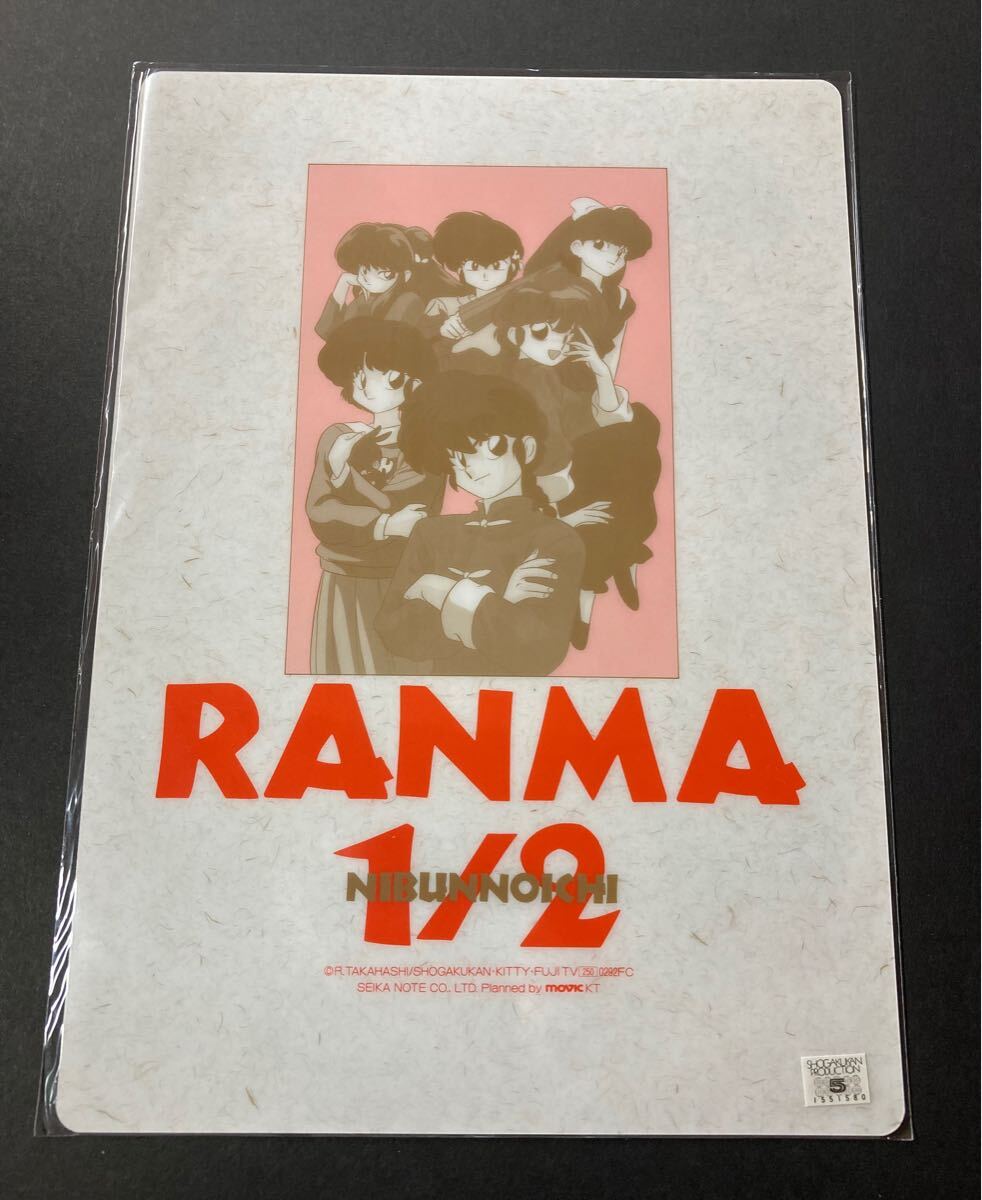 RANMA
1/2
NIBUNNOICHI
©R.TAKAHASHI/SHOGAKUKAN・KITTY・FUJI TV 250 0292FC
SEIKA NOTE CO., LTD. Planned by movic KT
SHOGAKUKAN
PRODUCTION
5
1551580